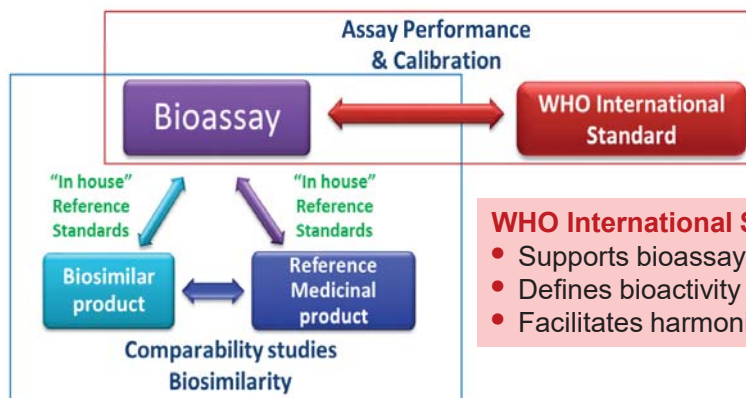 Assay Performance
& Calibration
Bioassay
WHO International
Standard
“In house”
Reference
Standards
“In house”
Reference
Standards
Biosimilar
product
Reference
Medicinal
product
Comparability studies
Biosimilarity
WHO International
• Supports bioassay
• Defines bioactivity
• Facilitates